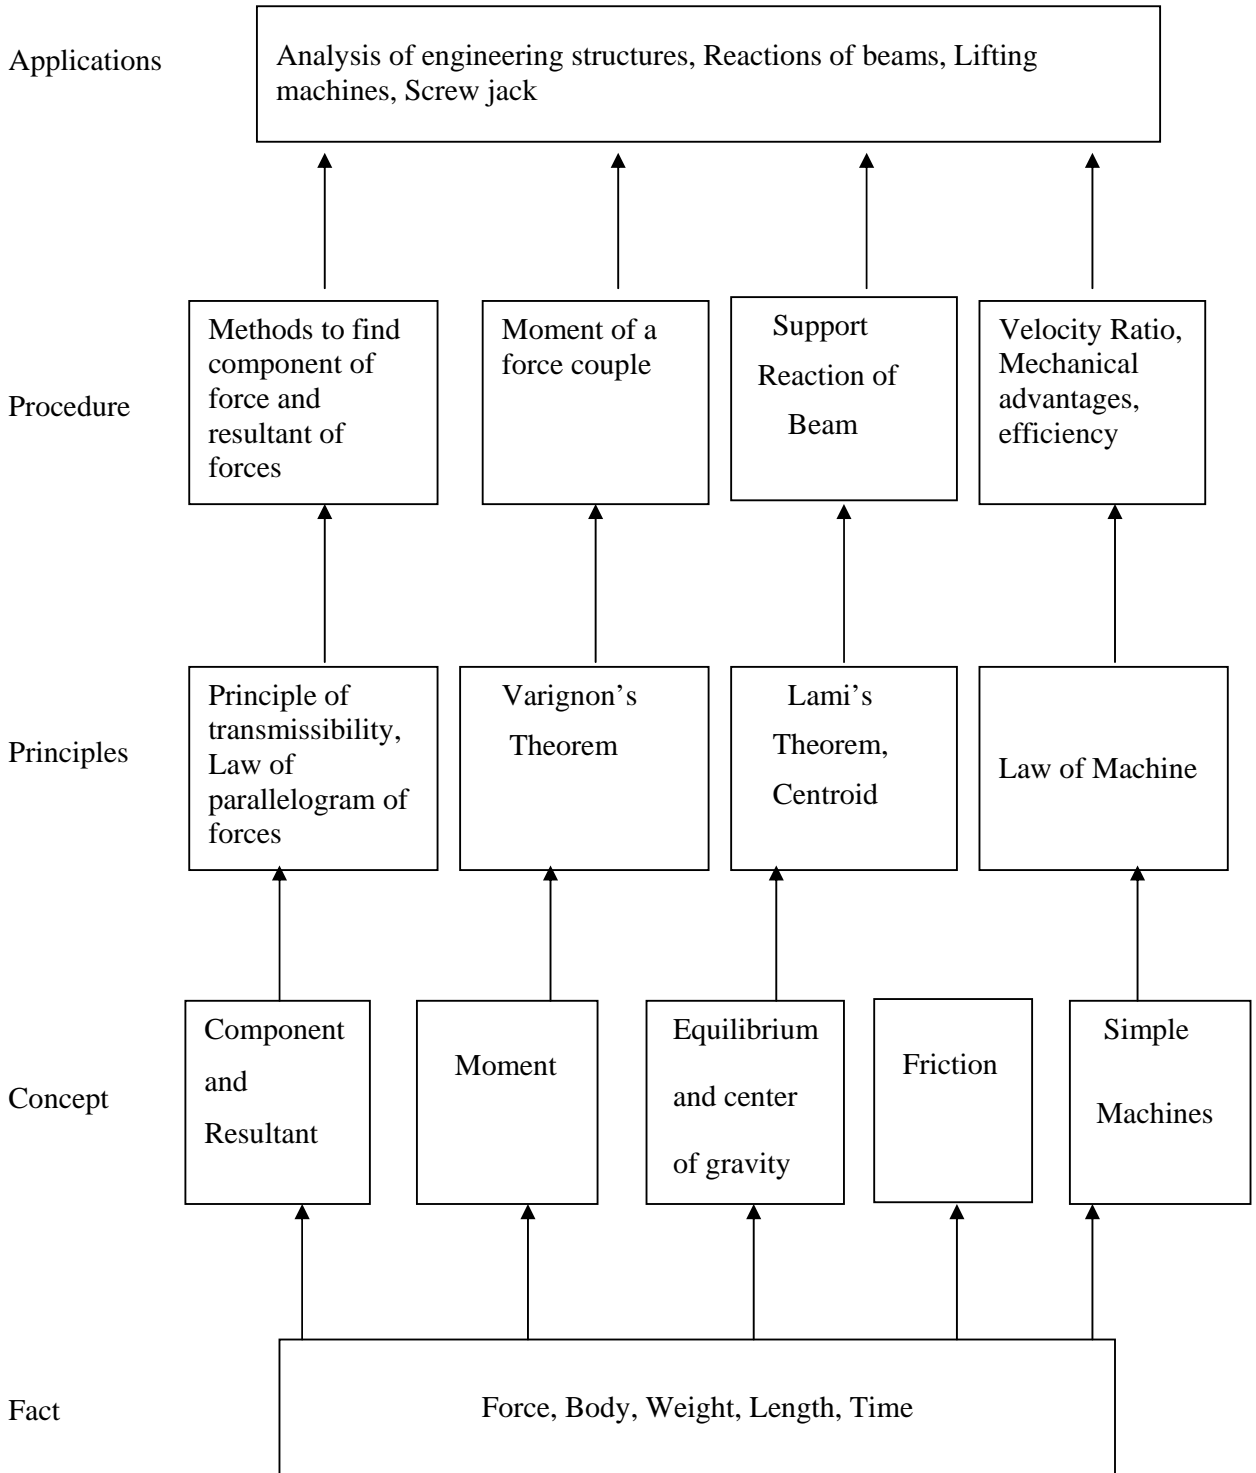 Applications
Analysis of engineering structures, Reactions of beams, Lifting
machines, Screw jack
Procedure
Methods to find
component of
force and
resultant of
forces
Moment of a
force couple
Support
Reaction of
Beam
Velocity Ratio,
Mechanical
advantages,
efficiency
Principles
Principle of
transmissibility,
Law of
parallelogram of
forces
Varignon’s
Theorem
Lami’s
Theorem,
Centroid
Law of Machine
Concept
Component
and
Resultant
Moment
Equilibrium
and center
of gravity
Friction
Simple
Machines
Fact
Force, Body, Weight, Length, Time